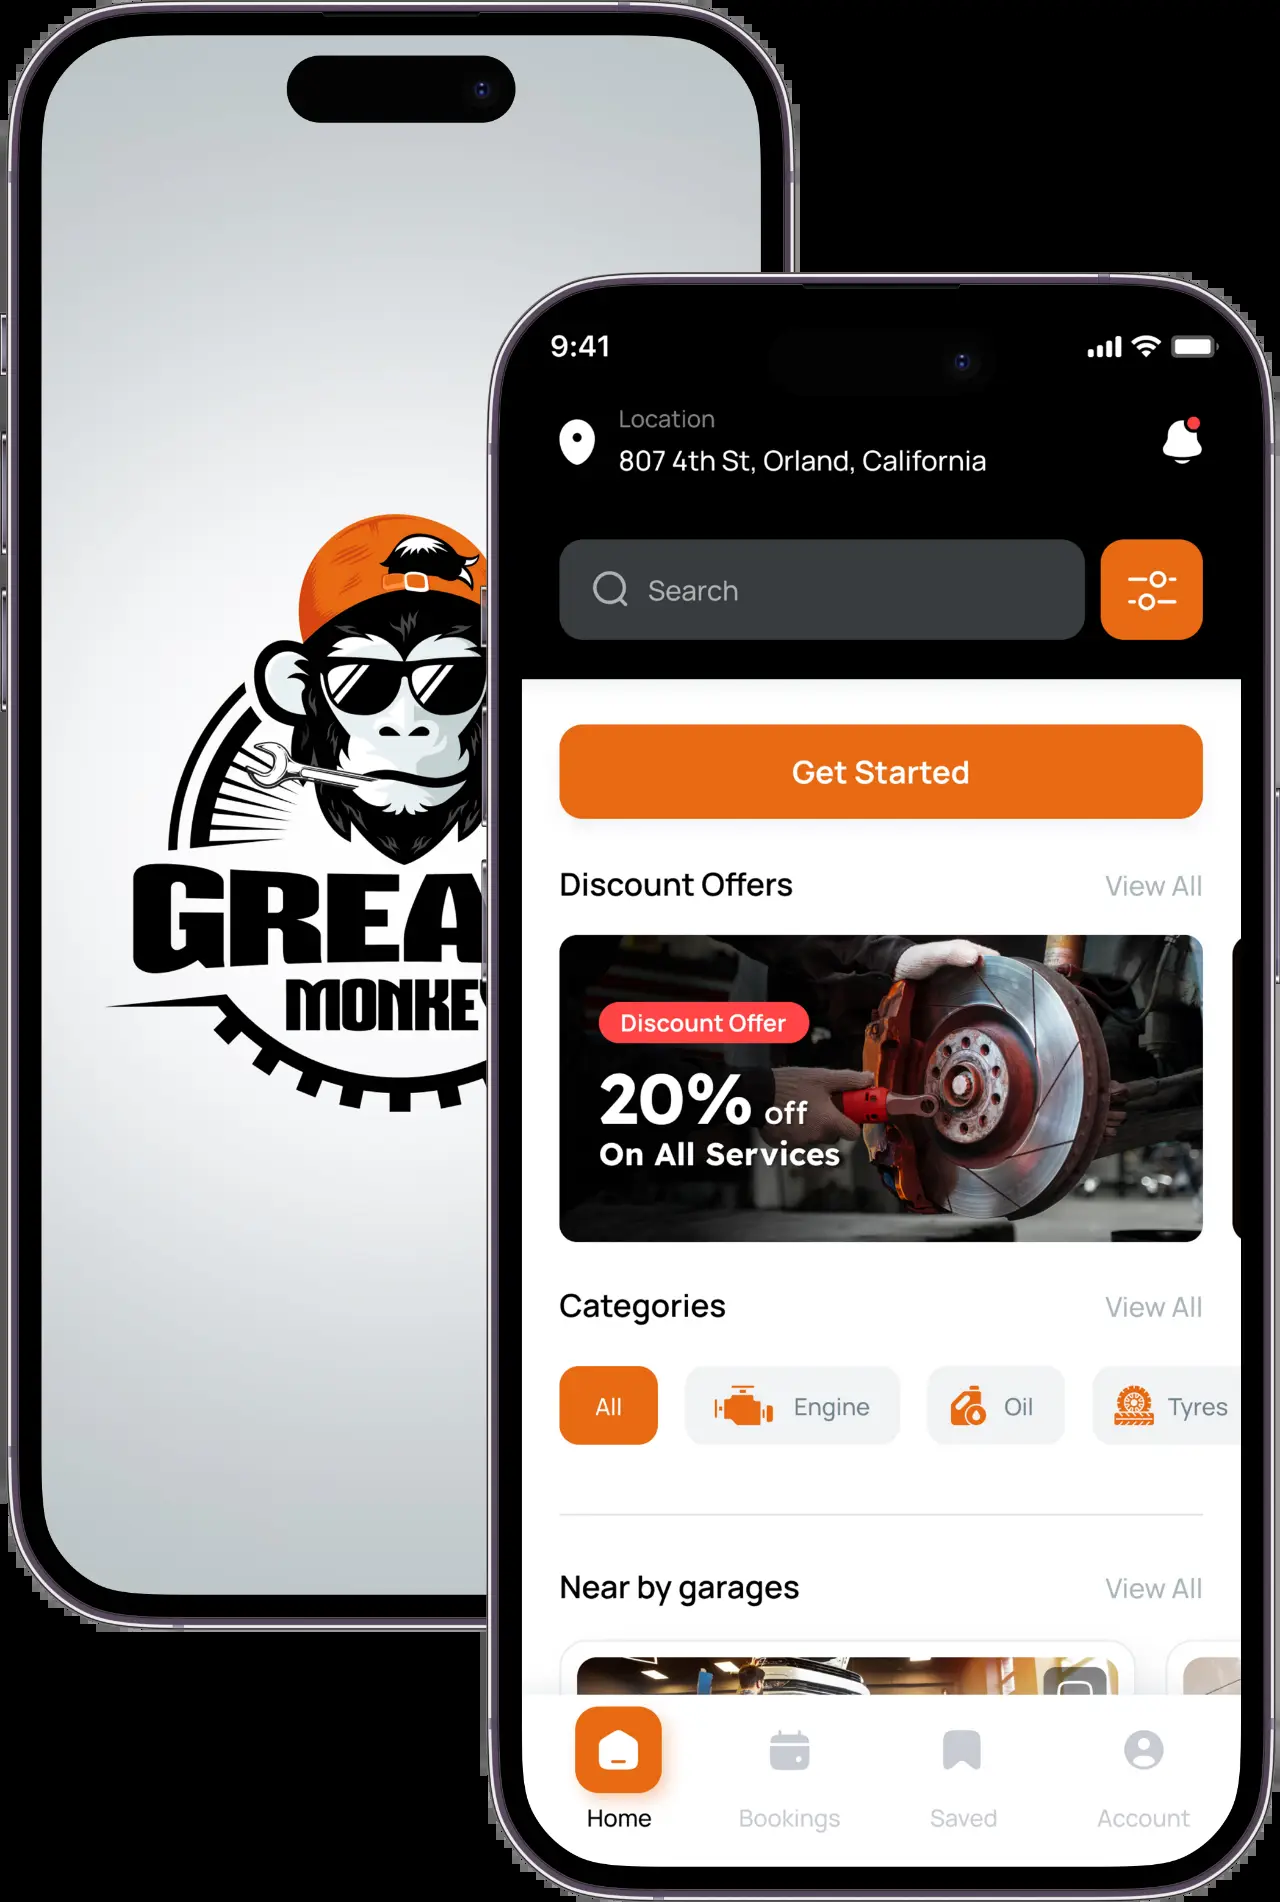 GREA
MONKEY
9:41
Location
807 4th St, Orland, California
Search
Get Started
Discount Offers
View All
Discount Offer
20% off
On All Services
Categories
View All
All
Engine
Oil
Tyres
Near by garages
View All
Home
Bookings
Saved
Account